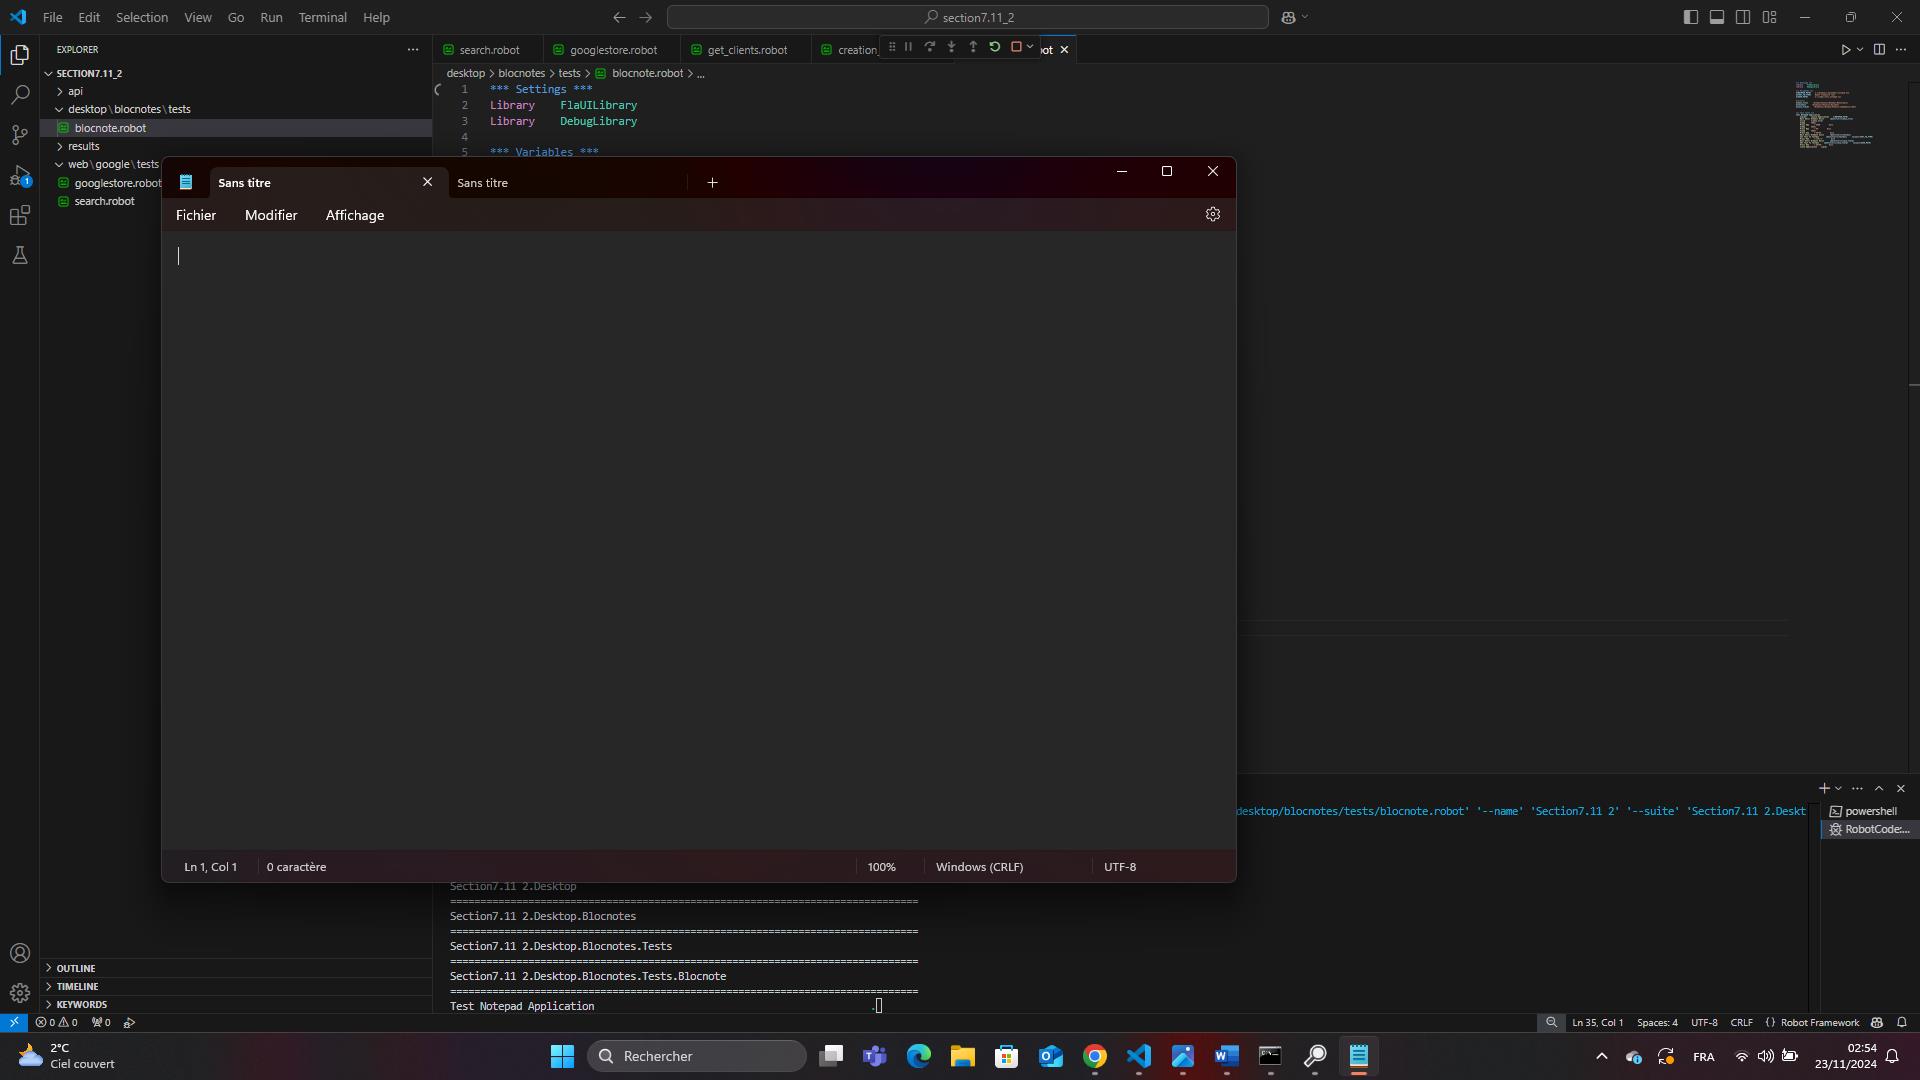 File Edit Selection View Go Run Terminal Help
section7.11_2
EXPLORER
SECTION7.11_2
api
desktop\blocnotes\tests
blocnote.robot
results
web\google\tests
googlestore.robot
search.robot
OUTLINE
TIMELINE
KEYWORDS
search.robot googlestore.robot get_clients.robot creation_ bot
desktop > blocnotes > tests > blocnote.robot > ...
1 *** Settings ***
2 Library FlaUILibrary
3 Library DebugLibrary
4
5 *** Variables ***
Sans titre
Sans titre
Fichier Modifier Affichage
Ln 1, Col 1
0 caractère
100%
Windows (CRLF)
UTF-8
desktop/blocnotes/tests/blocnote.robot' '--name' 'Section7.11 2' '--suite' 'Section7.11 2.Deskt
powershell
RobotCode:...
Section7.11 2.Desktop
==============================================================================
Section7.11 2.Desktop.Blocnotes
==============================================================================
Section7.11 2.Desktop.Blocnotes.Tests
==============================================================================
Section7.11 2.Desktop.Blocnotes.Tests.Blocnote
==============================================================================
Test Notepad Application .
0 0 0
Ln 35, Col 1 Spaces: 4 UTF-8 CRLF {} Robot Framework
1
2°C
Ciel couvert
Rechercher
FRA
02:54
23/11/2024